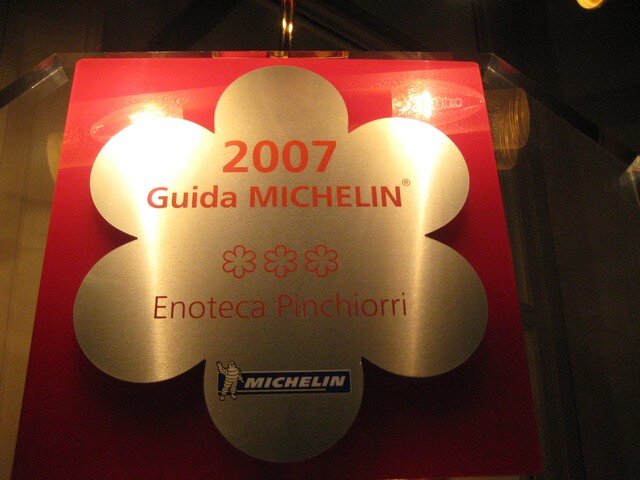 2007
Guida MICHELIN®
Enoteca Pinchiorri
MICHELIN